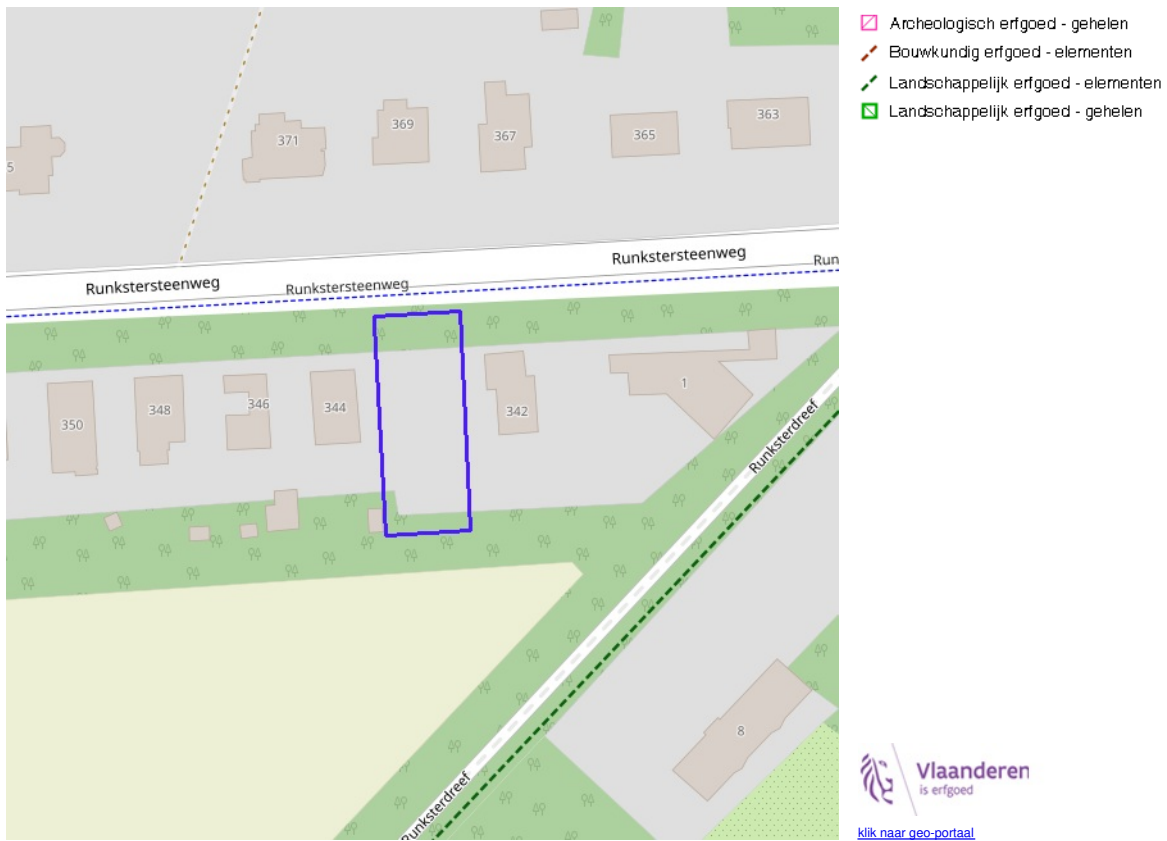 Archeologisch erfgoed - gehelen
Bouwkundig erfgoed - elementen
Landschappelijk erfgoed - elementen
Landschappelijk erfgoed - gehelen
363
369
365
367
371
5
Runkstersteenweg
Runkstersteenweg
Runkstersteenweg
Run
1
346
344
348
342
350
Runksterdreef
8
Runksterdreef
Vlaanderen
is erfgoed
klik naar geo-portaal